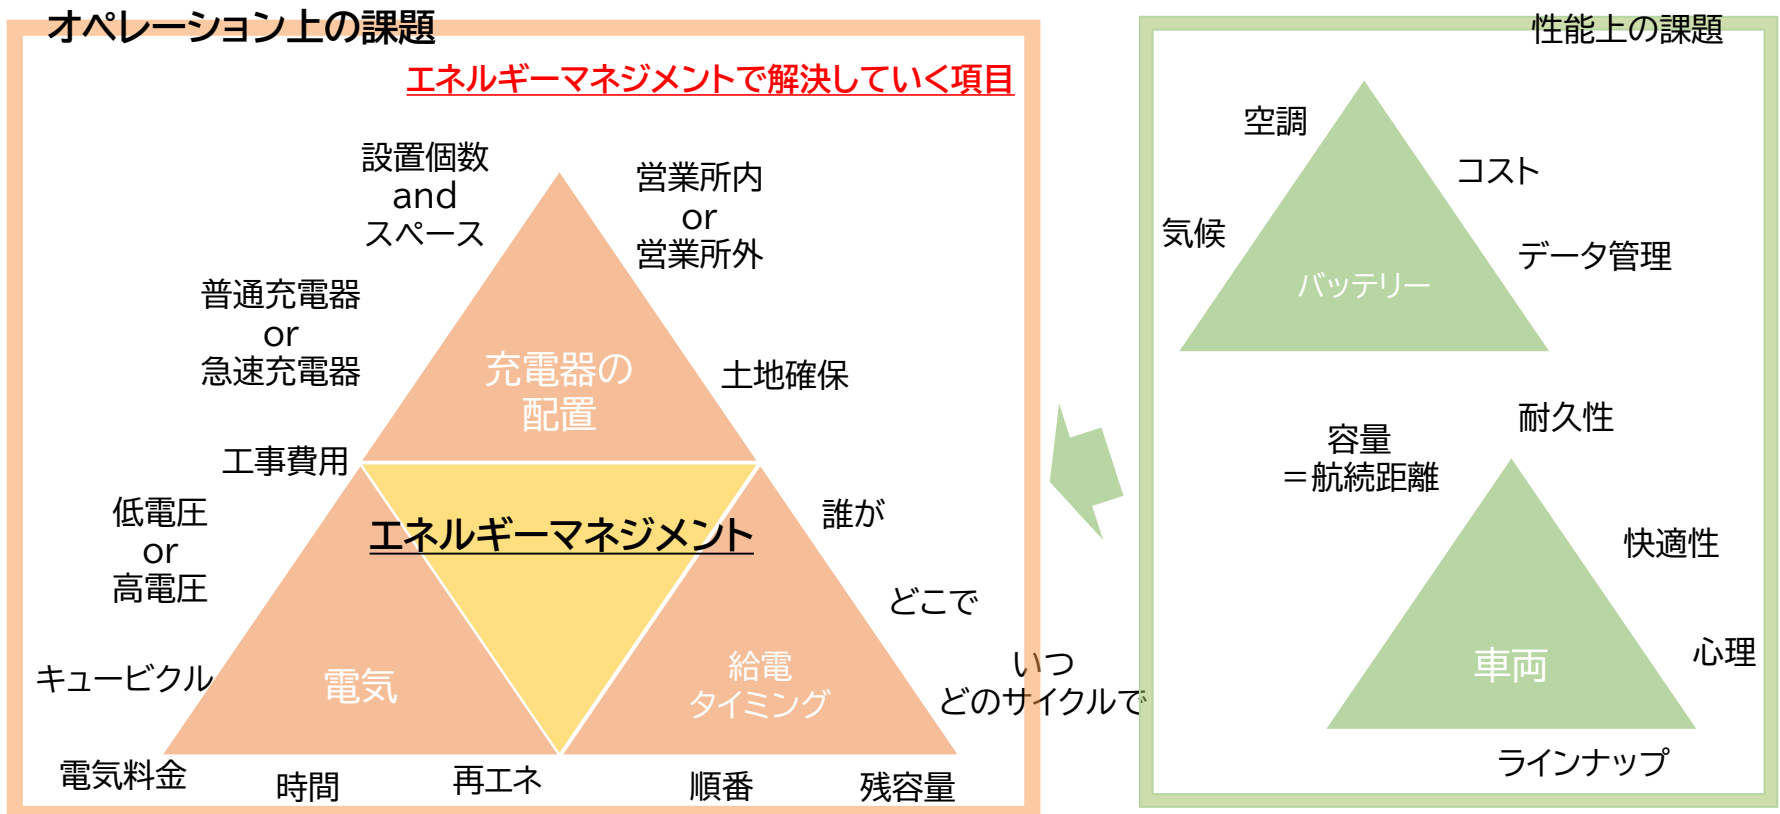 オペレーション上の課題
エネルギーマネジメントで解決していく項目
設置個数
and
スペース
営業所内
or
営業所外
普通充電器
or
急速充電器
充電器の
配置
土地確保
工事費用
低電圧
or
高電圧
エネルギーマネジメント
誰が
どこで
キュービクル
電気
給電
タイミング
いつ
どのサイクルで
電気料金
時間
再エネ
順番
残容量
性能上の課題
空調
コスト
気候
データ管理
バッテリー
耐久性
容量
＝航続距離
快適性
心理
車両
ラインナップ